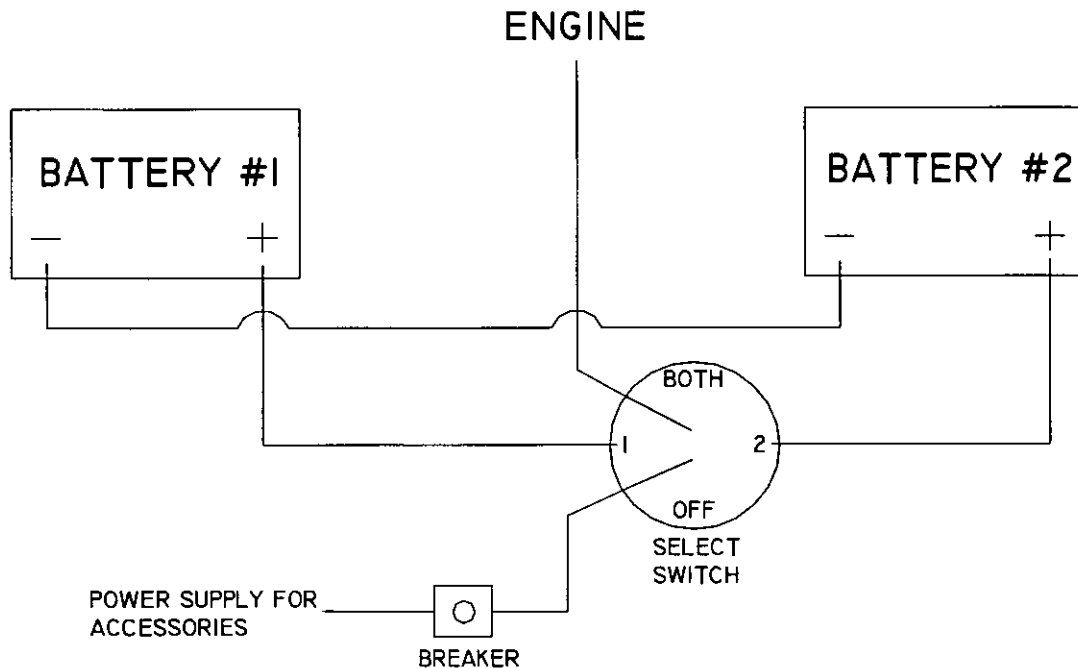 ENGINE
BATTERY #1
BATTERY #2
— +
— +
BOTH
1 2
OFF
SELECT
SWITCH
POWER SUPPLY FOR
ACCESSORIES
BREAKER